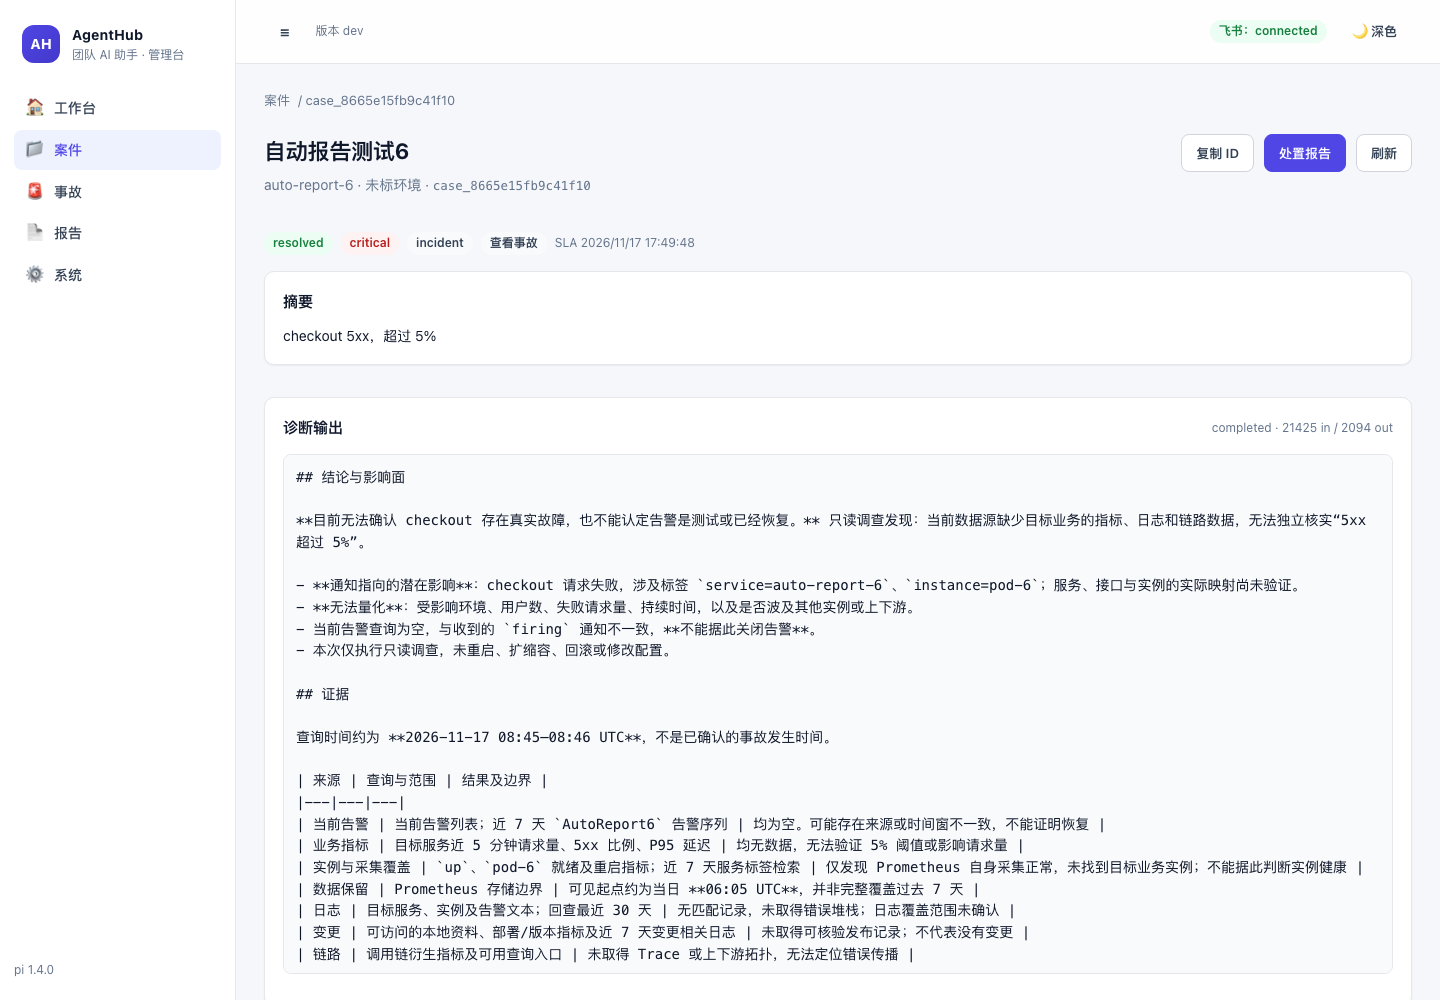 AH
AgentHub
团队 AI 助手 · 管理台
工作台
案件
事故
报告
系统
pi 1.4.0
≡
版本 dev
飞书: connected
🌙 深色
案件 / case_8665e15fb9c41f10
自动报告测试6
auto-report-6 · 未标环境 · case_8665e15fb9c41f10
复制 ID
处置报告
刷新
resolved
critical
incident
查看事故
SLA 2026/11/17 17:49:48
摘要
checkout 5xx，超过 5%
诊断输出
completed · 21425 in / 2094 out
## 结论与影响面
**目前无法确认 checkout 存在真实故障，也不能认定告警是测试或已经恢复。** 只读调查发现：当前数据源缺少目标业务的指标、日志和链路数据，无法独立核实“5xx
超过 5%”。
- **通知指向的潜在影响**：checkout 请求失败，涉及标签 `service=auto-report-6`、`instance=pod-6`；服务、接口与实例的实际映射尚未验证。
- **无法量化**：受影响环境、用户数、失败请求量、持续时间，以及是否波及其他实例或上下游。
- 当前告警查询为空，与收到的 `firing` 通知不一致，**不能据此关闭告警**。
- 本次仅执行只读调查，未重启、扩缩容、回滚或修改配置。
## 证据
查询时间约为 **2026-11-17 08:45–08:46 UTC**，不是已确认的事故发生时间。
| 来源 | 查询与范围 | 结果及边界 |
|---|---|---|
| 当前告警 | 当前告警列表；近 7 天 `AutoReport6` 告警序列 | 均为空。可能存在来源或时间窗不一致，不能证明恢复 |
| 业务指标 | 目标服务近 5 分钟请求量、5xx 比例、P95 延迟 | 均无数据，无法验证 5% 阈值或影响请求量 |
| 实例与采集覆盖 | `up`、`pod-6` 就绪及重启指标；近 7 天服务标签检索 | 仅发现 Prometheus 自身采集正常，未找到目标业务实例；不能据此判断实例健康 |
| 数据保留 | Prometheus 存储边界 | 可见起点约为当日 **06:05 UTC**，并非完整覆盖过去 7 天 |
| 日志 | 目标服务、实例及告警文本；回查最近 30 天 | 无匹配记录，未取得错误堆栈；日志覆盖范围未确认 |
| 变更 | 可访问的本地资料、部署/版本指标及近 7 天变更相关日志 | 未取得可核验发布记录；不代表没有变更 |
| 链路 | 调用链衍生指标及可用查询入口 | 未取得 Trace 或上下游拓扑，无法定位错误传播 |